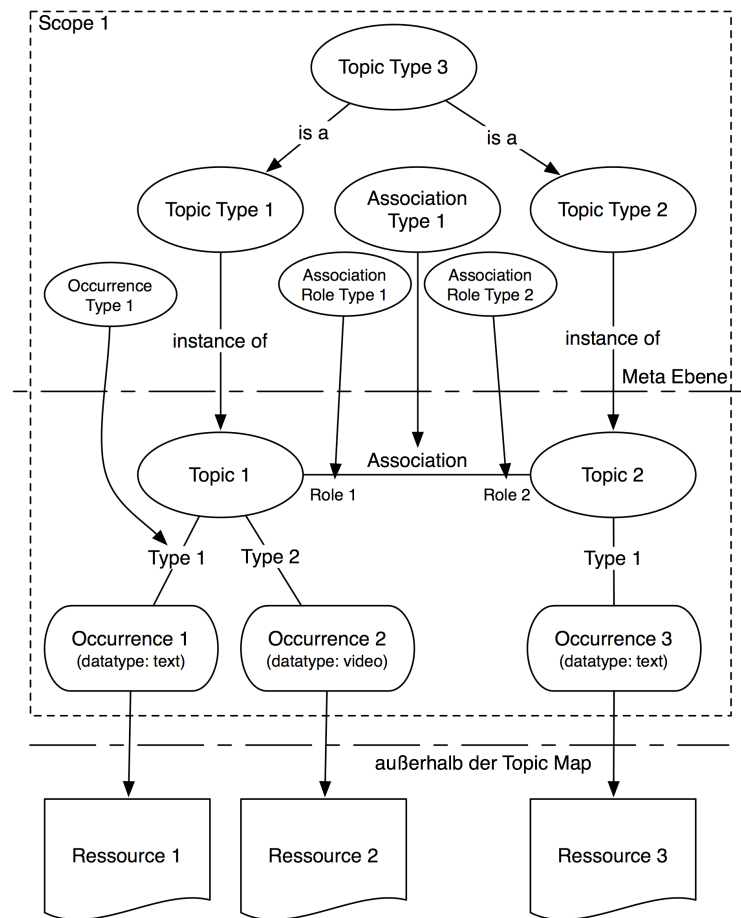 Scope 1
Topic Type 3
is a
is a
Topic Type 1
Association
Type 1
Topic Type 2
Occurrence
Type 1
Association
Role Type 1
Association
Role Type 2
instance of
instance of
Meta Ebene
Topic 1
Association
Topic 2
Role 1
Role 2
Type 1
Type 2
Type 1
Occurrence 1
(datatype: text)
Occurrence 2
(datatype: video)
Occurrence 3
(datatype: text)
außerhalb der Topic Map
Ressource 1
Ressource 2
Ressource 3